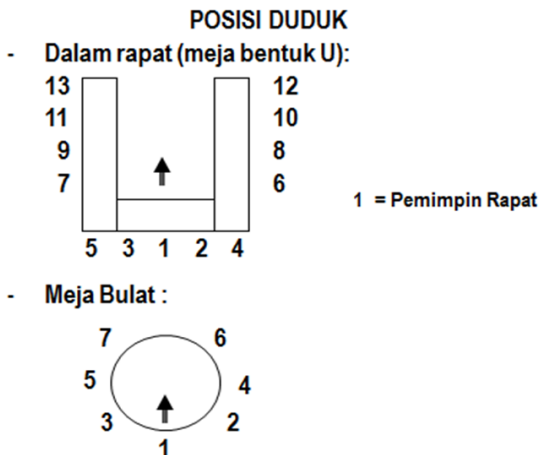 POSISI DUDUK
- Dalam rapat (meja bentuk U):
13 12
11 10
9 8
7 6
1 = Pemimpin Rapat
5 3 1 2 4
- Meja Bulat :
7 6
5 4
3 2
1